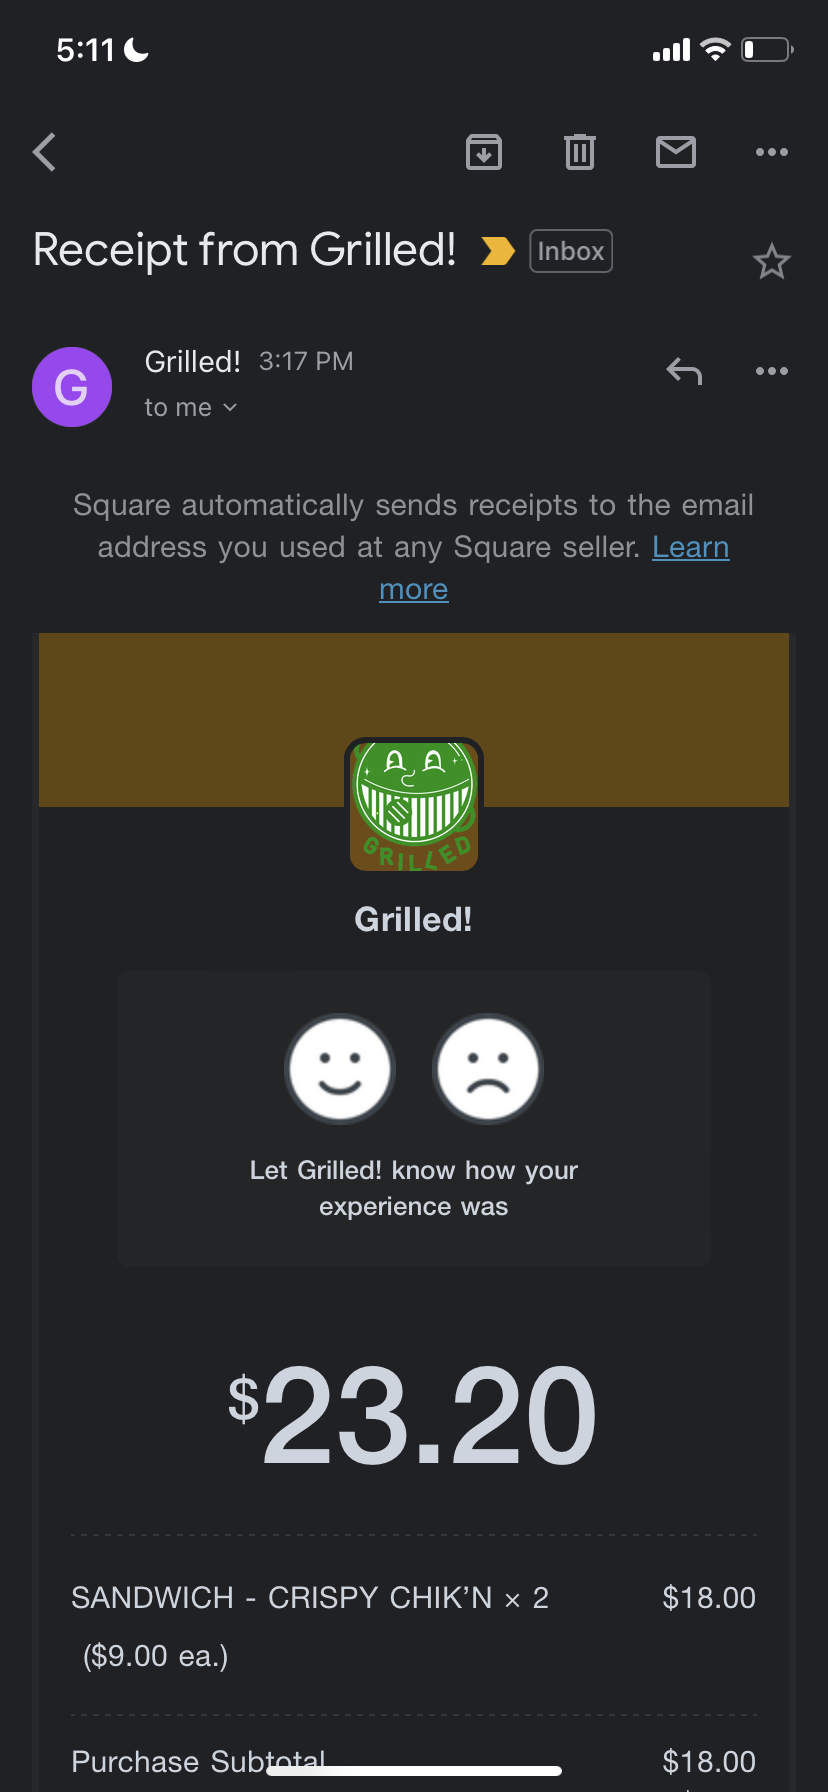 5:11
Receipt from Grilled! Inbox
G
Grilled! 3:17 PM
to me
Square automatically sends receipts to the email
address you used at any Square seller. Learn
more
GRILLED
Grilled!
Let Grilled! know how your
experience was
$23.20
SANDWICH - CRISPY CHIK’N × 2 $18.00
($9.00 ea.)
Purchase Subtotal $18.00